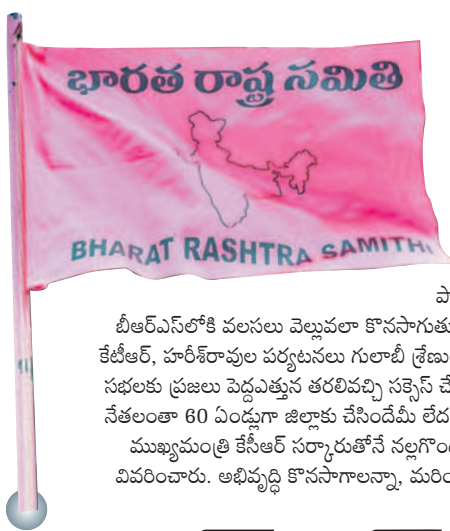 భారత రాష్ట్ర సమితి
BHARAT RASHTRA SAMITHI
పా
బీఆర్ఎస్‌లోకి వలసలు వెల్లువలా కొనసాగుతు
కేటీఆర్, హరీశ్‌రావుల పర్యటనలు గులాబీ శ్రేణు
సభలకు ప్రజలు పెద్దఎత్తున తరలివచ్చి సక్సెస్ చే
నేతలంతా 60 ఏండ్లుగా జిల్లాకు చేసిందేమీ లేద
ముఖ్యమంత్రి కేసీఆర్ సర్కారుతోనే నల్లగొం
వివరించారు. అభివృద్ధి కొనసాగాలన్నా, మరిం